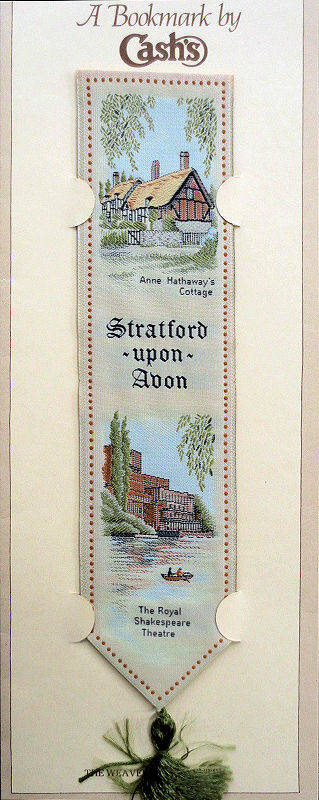 A Bookmark by
Cash's
Anne Hathaway's
Cottage
Stratford
~upon~
Avon
The Royal
Shakespeare
Theatre
THE WEAVE